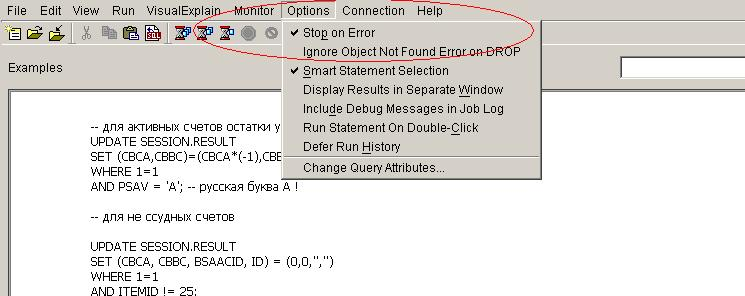 File Edit View Run VisualExplain Monitor Options Connection Help
Stop on Error
Ignore Object Not Found Error on DROP
Smart Statement Selection
Display Results in Separate Window
Include Debug Messages in Job Log
Run Statement On Double-Click
Defer Run History
Change Query Attributes...
Examples
-- для активных счетов остатки у
UPDATE SESSION.RESULT
SET (CBCA,CBBC)=(CBCA*(-1),CBB
WHERE 1=1
AND PSAV = 'A'; -- русская буква А !
-- для не ссудных счетов
UPDATE SESSION.RESULT
SET (CBCA, CBBC, BSAACID, ID) = (0,0,'','')
WHERE 1=1
AND ITEMID != 25;